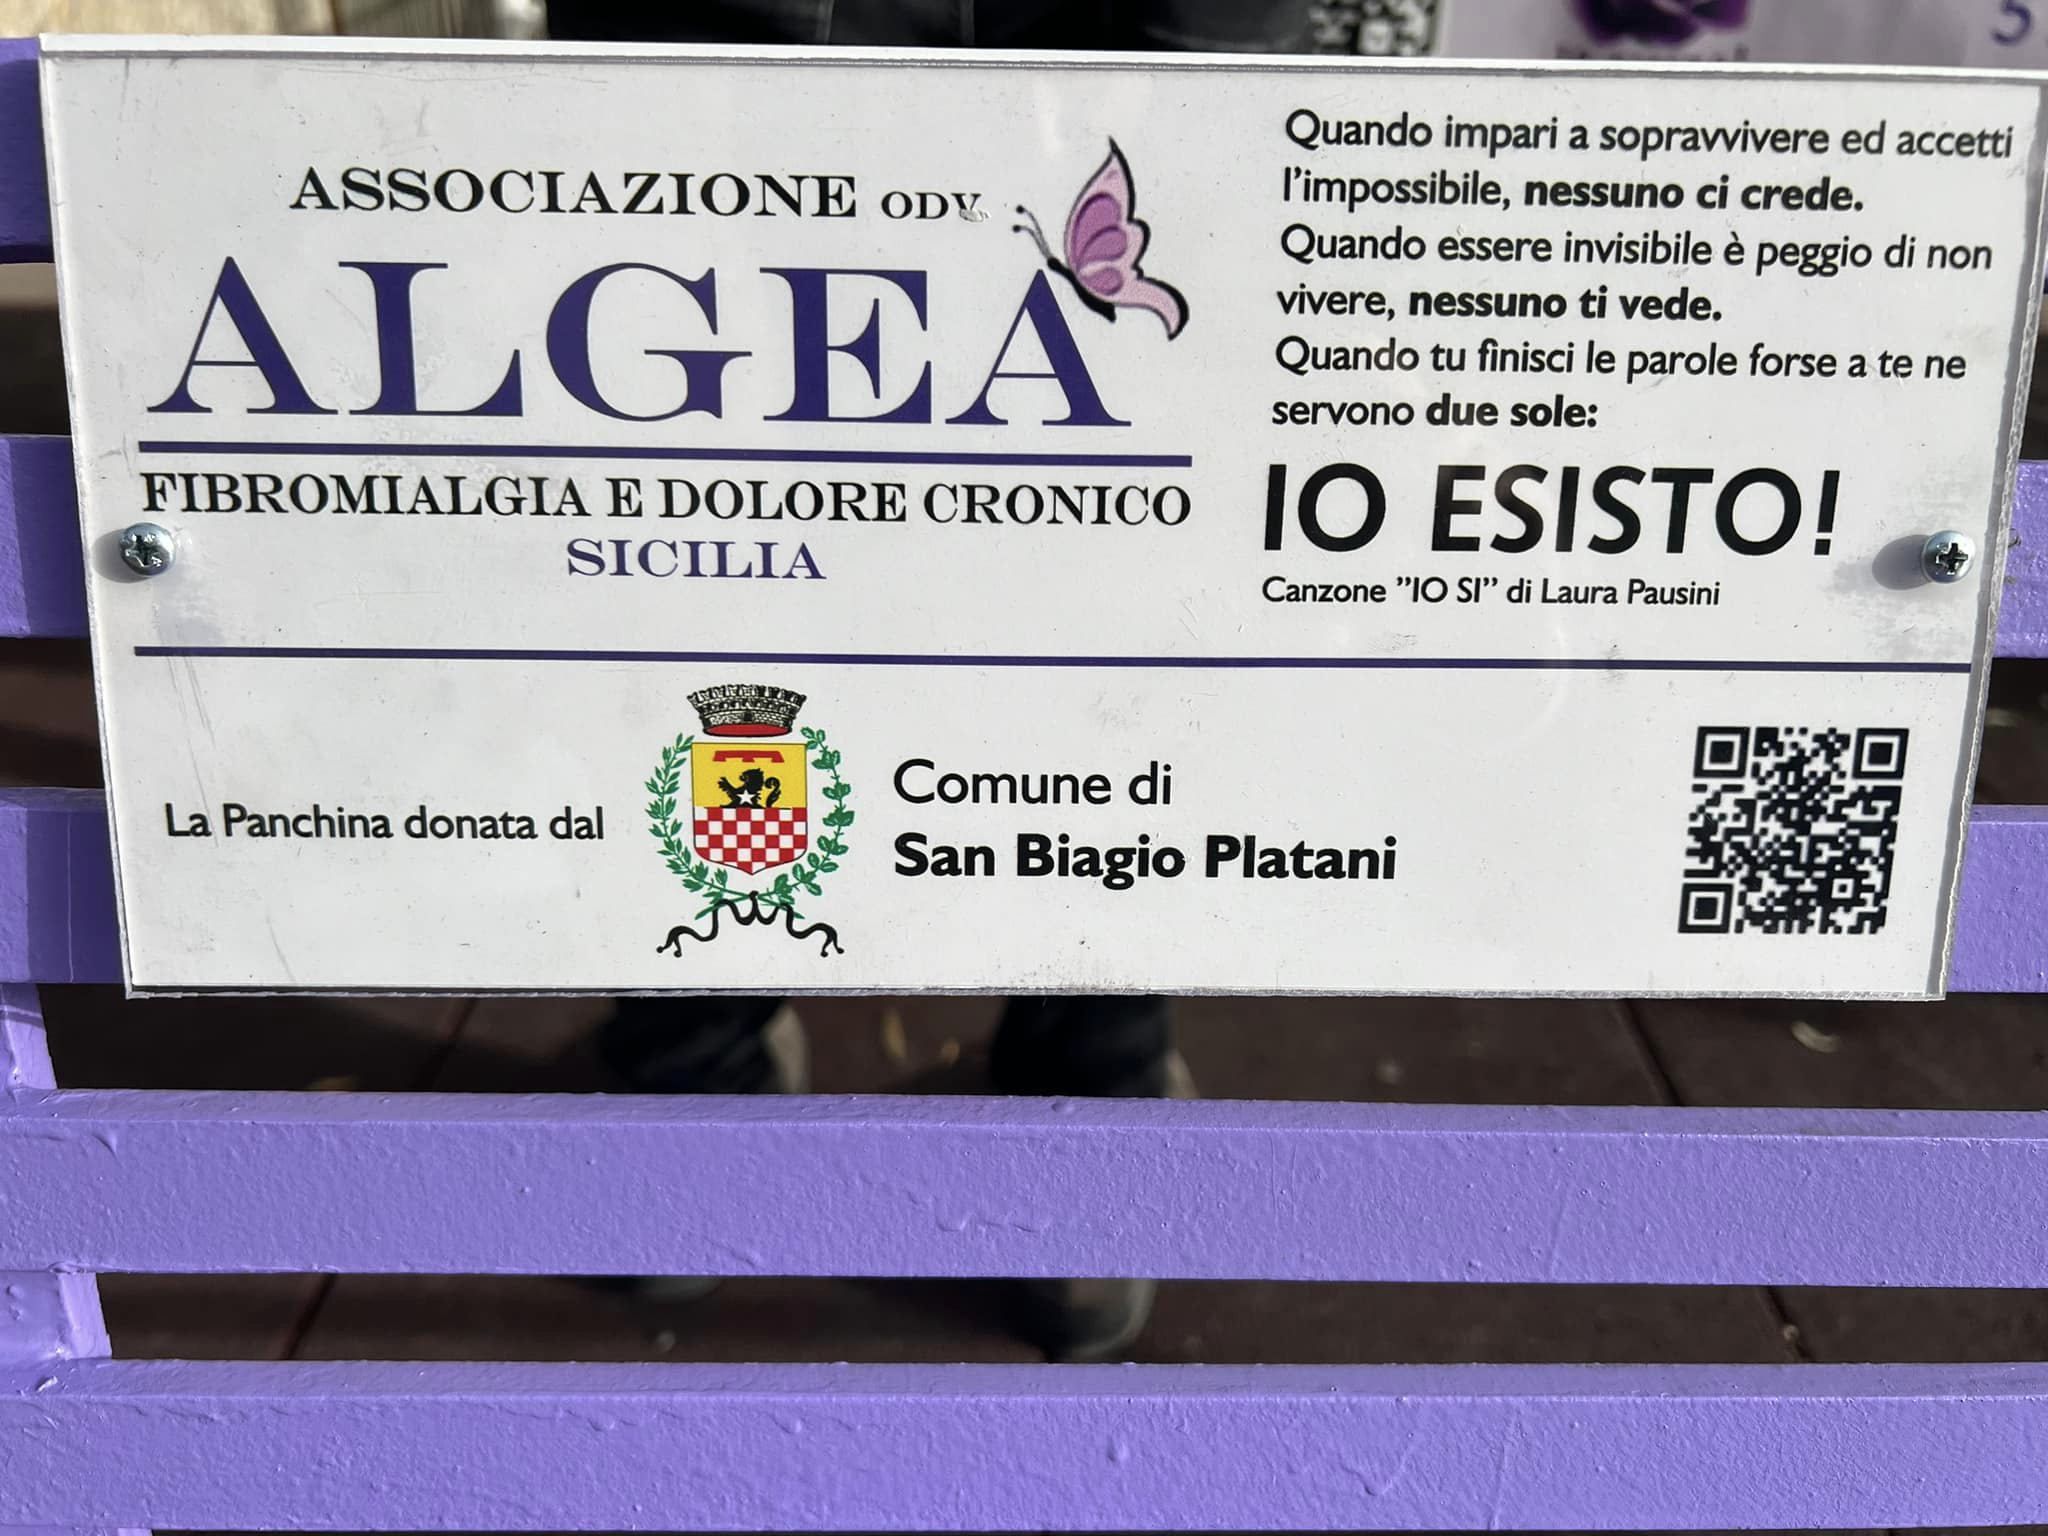 ASSOCIAZIONE ODV
ALGEA
FIBROMIALGIA E DOLORE CRONICO
SICILIA
Quando impari a sopravvivere ed accetti
l'impossibile, nessuno ci crede.
Quando essere invisibile è peggio di non
vivere, nessuno ti vede.
Quando tu finisci le parole forse a te ne
servono due sole:
IO ESISTO!
Canzone ”IO SI” di Laura Pausini
La Panchina donata dal
Comune di
San Biagio Platani
5